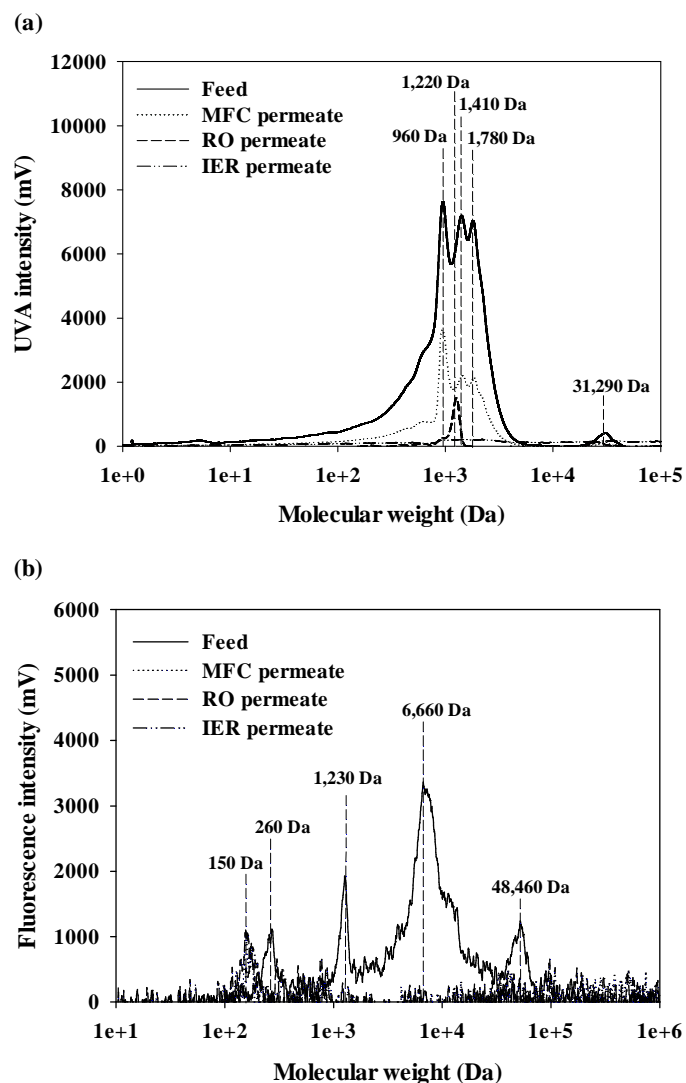 (a)
12000
10000
8000
6000
4000
2000
0
UVA intensity (mV)
Feed
MFC permeate
RO permeate
IER permeate
1,220 Da
1,410 Da
960 Da
1,780 Da
31,290 Da
1e+0 1e+1 1e+2 1e+3 1e+4 1e+5
Molecular weight (Da)
(b)
6000
5000
4000
3000
2000
1000
0
Fluorescence intensity (mV)
Feed
MFC permeate
RO permeate
IER permeate
6,660 Da
1,230 Da
260 Da
150 Da
48,460 Da
1e+1 1e+2 1e+3 1e+4 1e+5 1e+6
Molecular weight (Da)